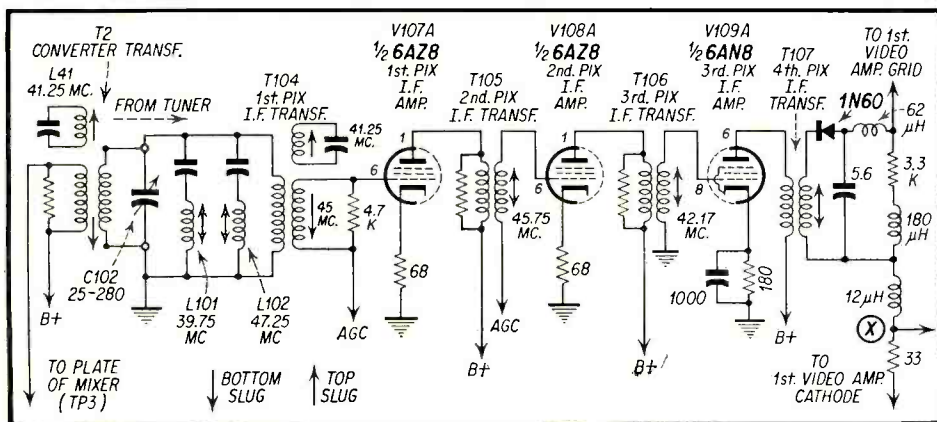 T2
CONVERTER TRANSF.
L41
41.25 MC.
FROM TUNER
T104
1st. PIX
I.F. TRANSF.
41.25
MC.
V107A
½ 6AZ8
1st. PIX
I.F.
AMP.
T105
2nd. PIX
I.F. TRANSF.
V108A
½ 6AZ8
2nd. PIX
I.F.
AMP.
T106
3rd. PIX
I.F. TRANSF.
V109A
½ 6AN8
3rd. PIX
I.F.
AMP.
T107
4th. PIX
I.F.
TRANSF.
1N60
TO 1st.
VIDEO
AMP. GRID
62
μH
1
6
1
6
6
8
5.6
3.3
K
45
MC.
4.7
K
45.75
MC.
42.17
MC.
180
μH
C102
25-280
L101
39.75
MC
L102
47.25
MC
68
68
1000
180
12μH
B+
AGC
B+
AGC
B+
B+
X
33
TO PLATE
OF MIXER
(TP3)
BOTTOM
SLUG
TOP
SLUG
TO
1st. VIDEO AMP.
CATHODE